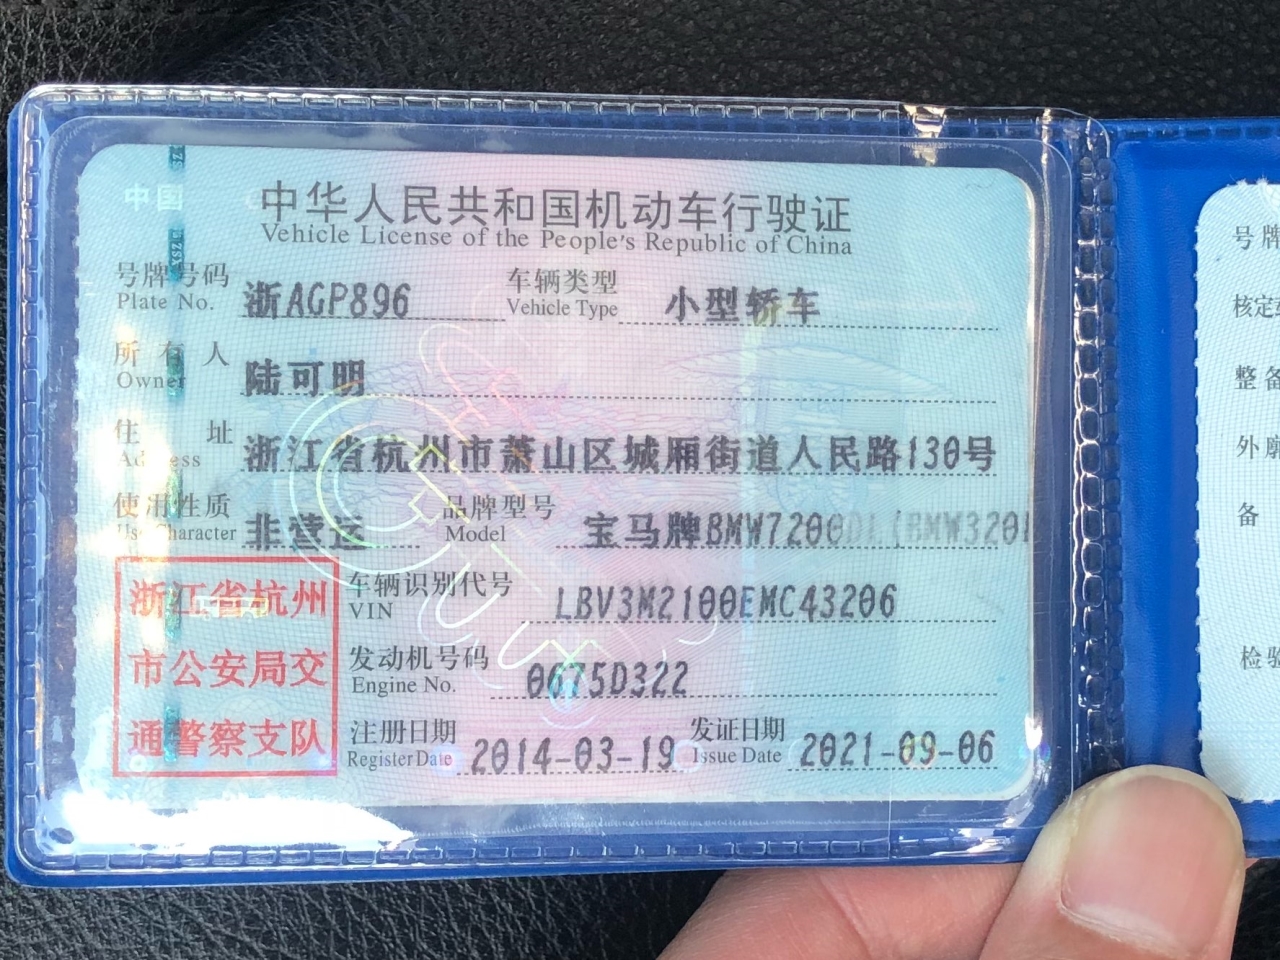 中国
中华人民共和国机动车行驶证
Vehicle License of the People's Republic of China
号牌号码 浙AGP896 车辆类型 小型轿车
Plate No. Vehicle Type
所有人 陆可明
Owner
住址 浙江省杭州市萧山区城厢街道人民路130号
Address
使用性质 非营运 品牌型号 宝马牌BMW7200DL(BMW320l
Use Character Model
浙江省杭州
市公安局交
通警察支队
车辆识别代号 LBV3M2100EMC43206
VIN
发动机号码 0675D322
Engine No.
注册日期 2014-03-19 发证日期 2021-09-06
Register Date Issue Date
号牌
核定
整备
外廓
备
检验